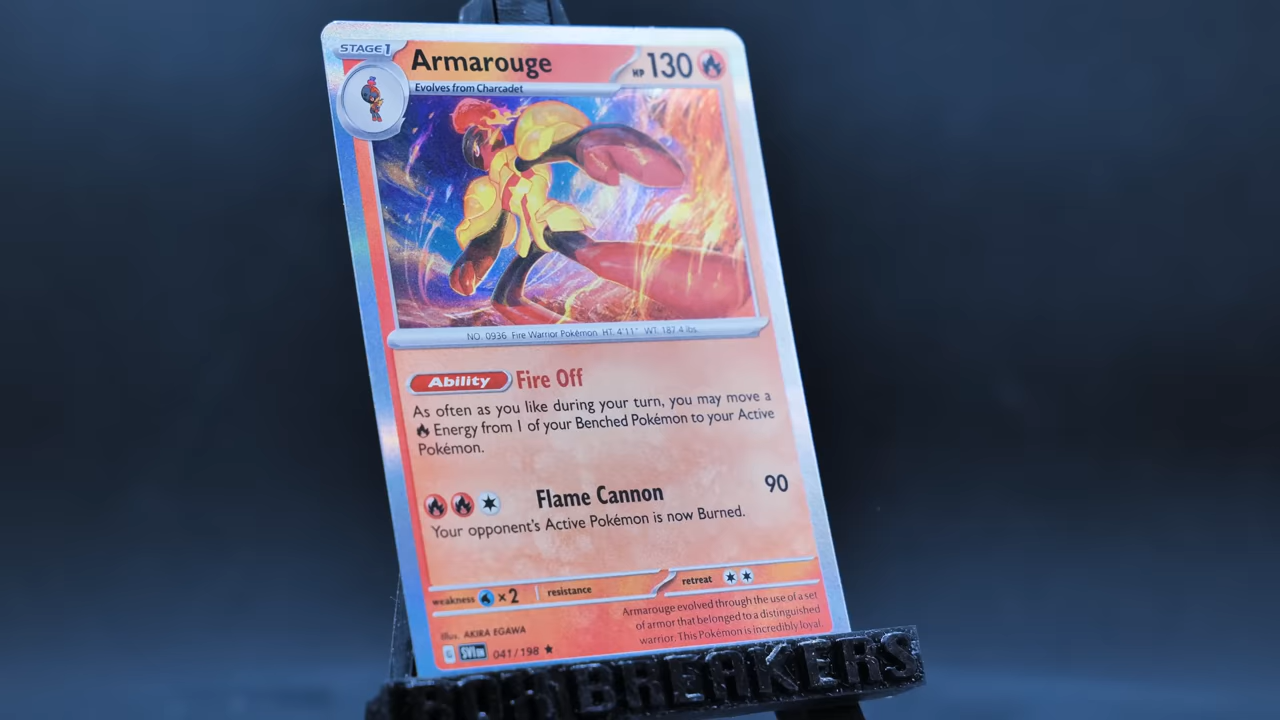 STAGE1
Armarouge
HP 130
Evolves from Charcadet
NO. 0936 Fire Warrior Pokémon HT. 4'11" WT. 187.4 lbs.
Ability Fire Off
As often as you like during your turn, you may move a
Energy from 1 of your Benched Pokémon to your Active
Pokémon.
Flame Cannon 90
Your opponent's Active Pokémon is now Burned.
weakness ×2 resistance retreat
Armarouge evolved through the use of a set
of armor that belonged to a distinguished
warrior. This Pokémon is incredibly loyal.
Illus. AKIRA EGAWA
G SVI EN 041/198